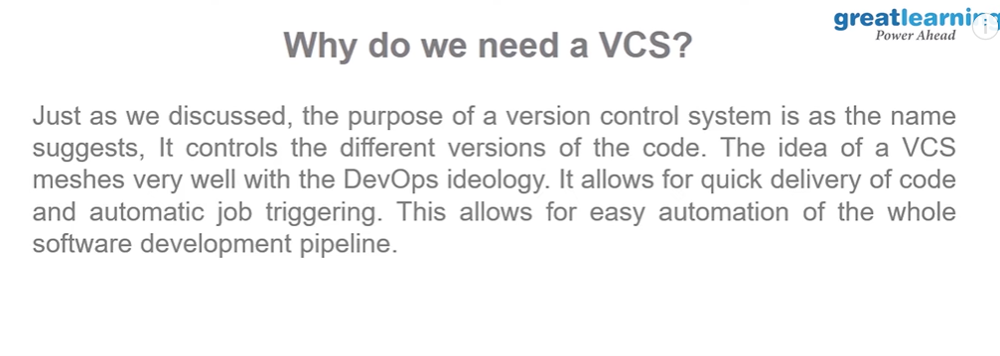 greatlearning
Power Ahead
Why do we need a VCS?
Just as we discussed, the purpose of a version control system is as the name
suggests, It controls the different versions of the code. The idea of a VCS
meshes very well with the DevOps ideology. It allows for quick delivery of code
and automatic job triggering. This allows for easy automation of the whole
software development pipeline.